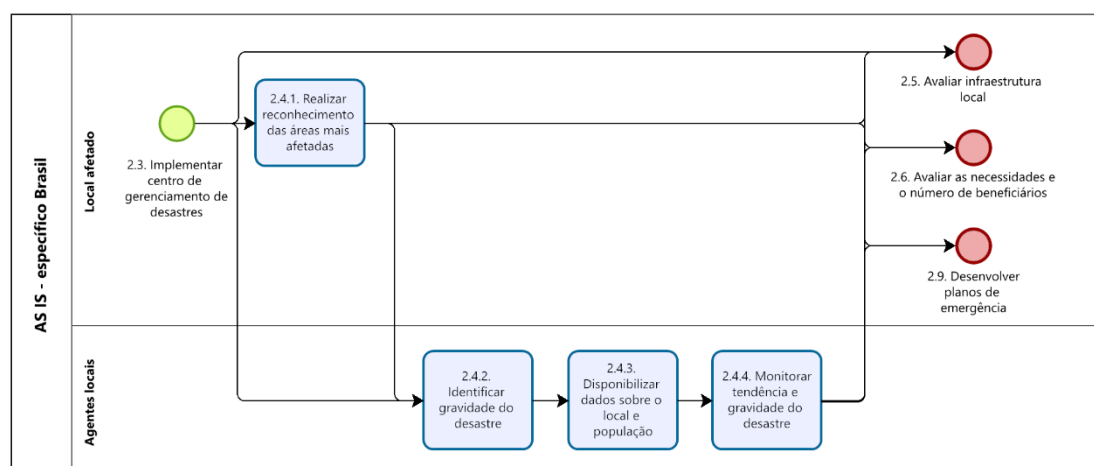 AS IS - específico Brasil
Local afetado
2.3. Implementar
centro de
gerenciamento de
desastres
2.4.1. Realizar
reconhecimento
das áreas mais
afetadas
2.5. Avaliar infraestrutura
local
2.6. Avaliar as necessidades e
o número de beneficiários
2.9. Desenvolver
planos de
emergência
Agentes locais
2.4.2.
Identificar
gravidade do
desastre
2.4.3.
Disponibilizar
dados sobre o
local e
população
2.4.4. Monitorar
tendência e
gravidade do
desastre